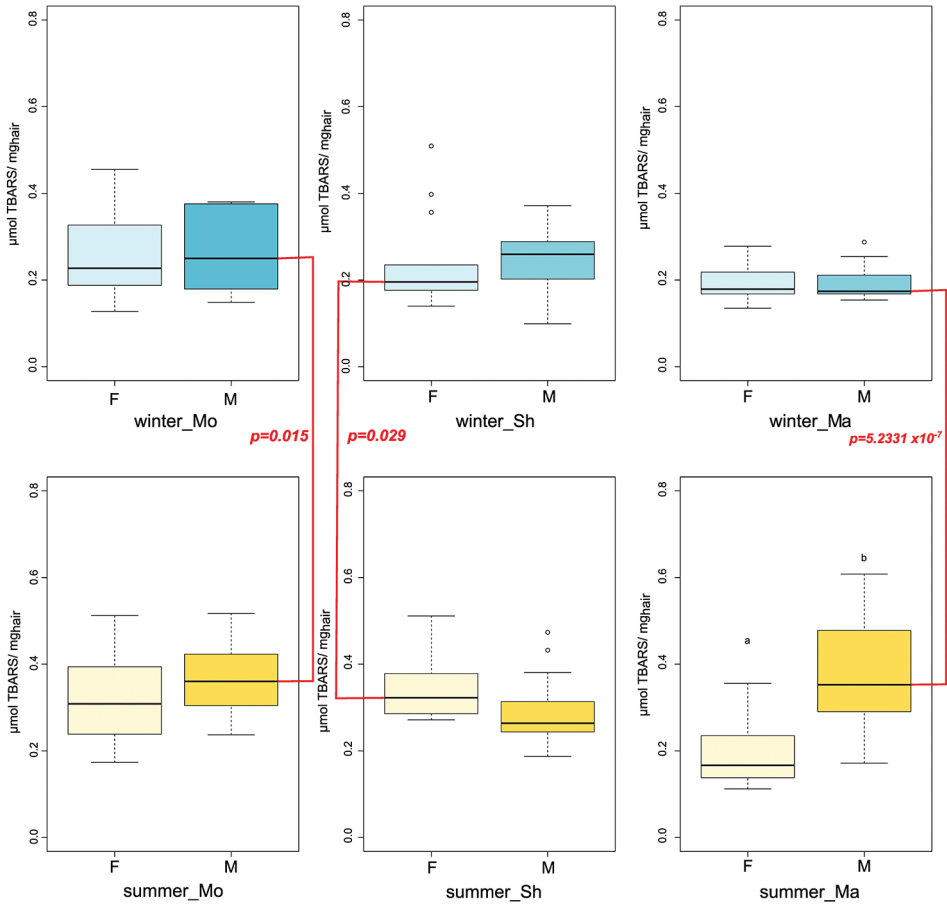 µmol TBARS/ mghair
0.0
0.2
0.4
0.6
0.8
F
M
winter_Mo
µmol TBARS/ mghair
0.0
0.2
0.4
0.6
0.8
F
M
winter_Sh
µmol TBARS/ mghair
0.0
0.2
0.4
0.6
0.8
F
M
winter_Ma
p=0.015
p=0.029
p=5.2331 x10-7
µmol TBARS/ mghair
0.0
0.2
0.4
0.6
0.8
F
M
summer_Mo
µmol TBARS/ mghair
0.0
0.2
0.4
0.6
0.8
F
M
summer_Sh
µmol TBARS/ mghair
0.0
0.2
0.4
0.6
0.8
a
b
F
M
summer_Ma